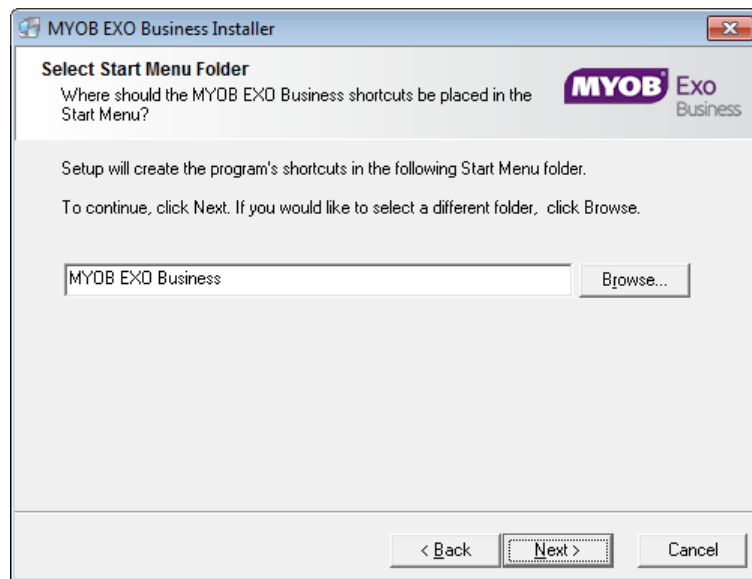 MYOB EXO Business Installer
Select Start Menu Folder
Where should the MYOB EXO Business shortcuts be placed in the
Start Menu?
MYOB Exo
Business
Setup will create the program's shortcuts in the following Start Menu folder.
To continue, click Next. If you would like to select a different folder, click Browse.
MYOB EXO Business
Browse...
< Back
Next >
Cancel